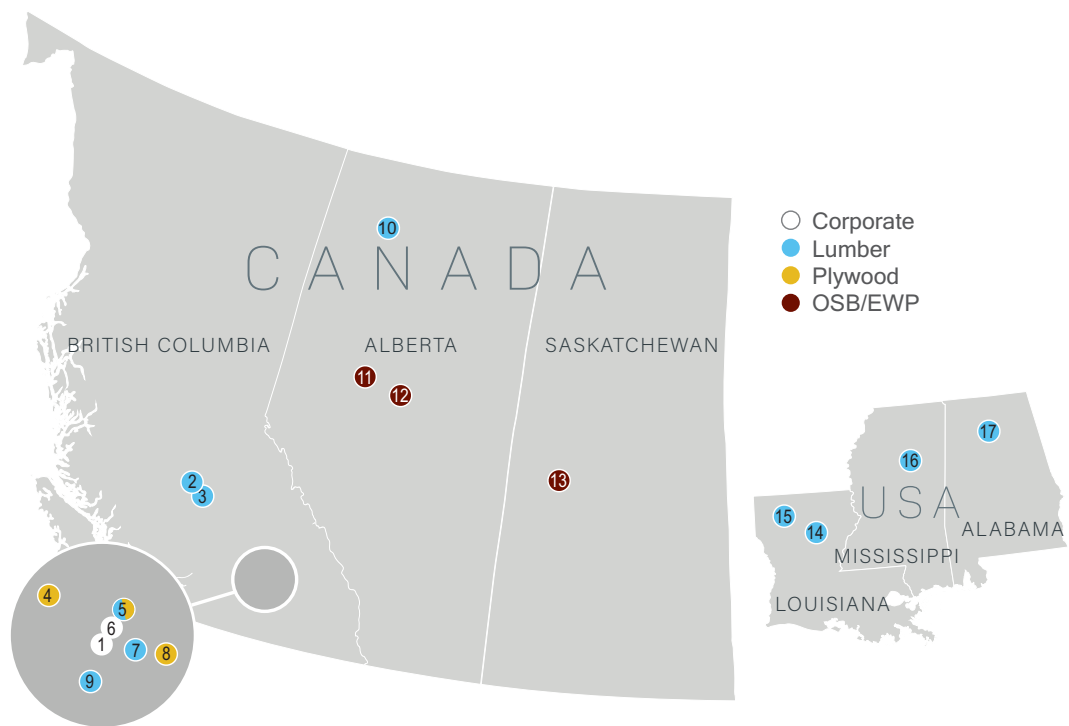 10
Corporate
Lumber
Plywood
OSB/EWP
CANADA
BRITISH COLUMBIA
ALBERTA
SASKATCHEWAN
11
12
17
16
2
3
13
USA
15
14
ALABAMA
MISSISSIPPI
LOUISIANA
4
5
6
1
7
8
9